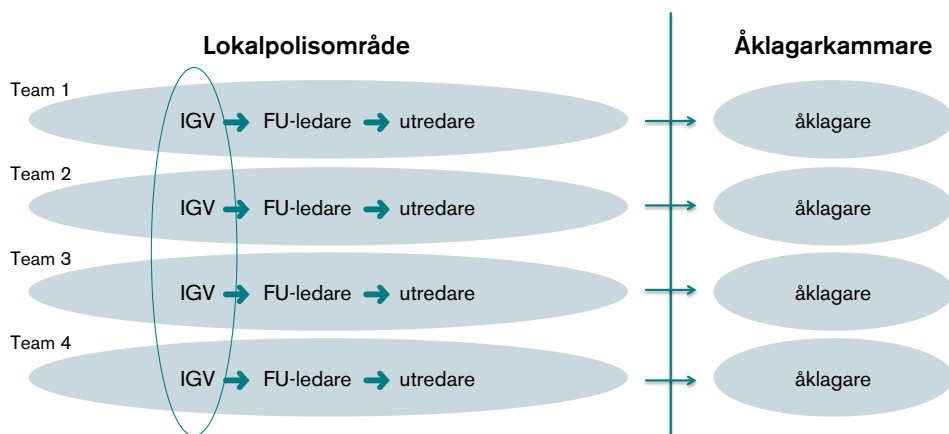 Lokalpolisområde Åklagarkammare
Team 1
IGV FU-ledare utredare åklagare
Team 2
IGV FU-ledare utredare åklagare
Team 3
IGV FU-ledare utredare åklagare
Team 4
IGV FU-ledare utredare åklagare